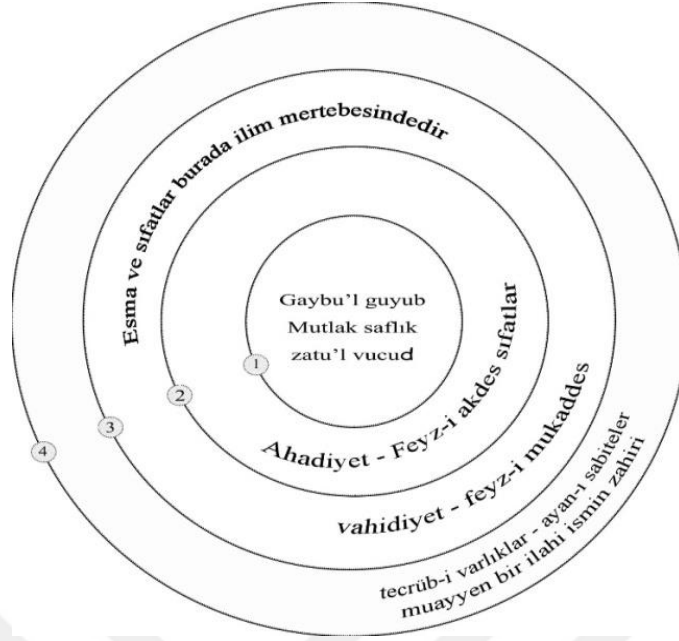 Esma ve sıfatlar burada ilim mertebesindedir
Gaybu’l guyub
Mutlak saflık
zatu’l vucud
1
Ahadiyet - Feyz-i akdes sıfatlar
2
vahidiyet - feyz-i mukaddes
3
tecrüb-i varlıklar - ayan-ı sabiteler
muayyen bir ilahi ismin zahiri
4